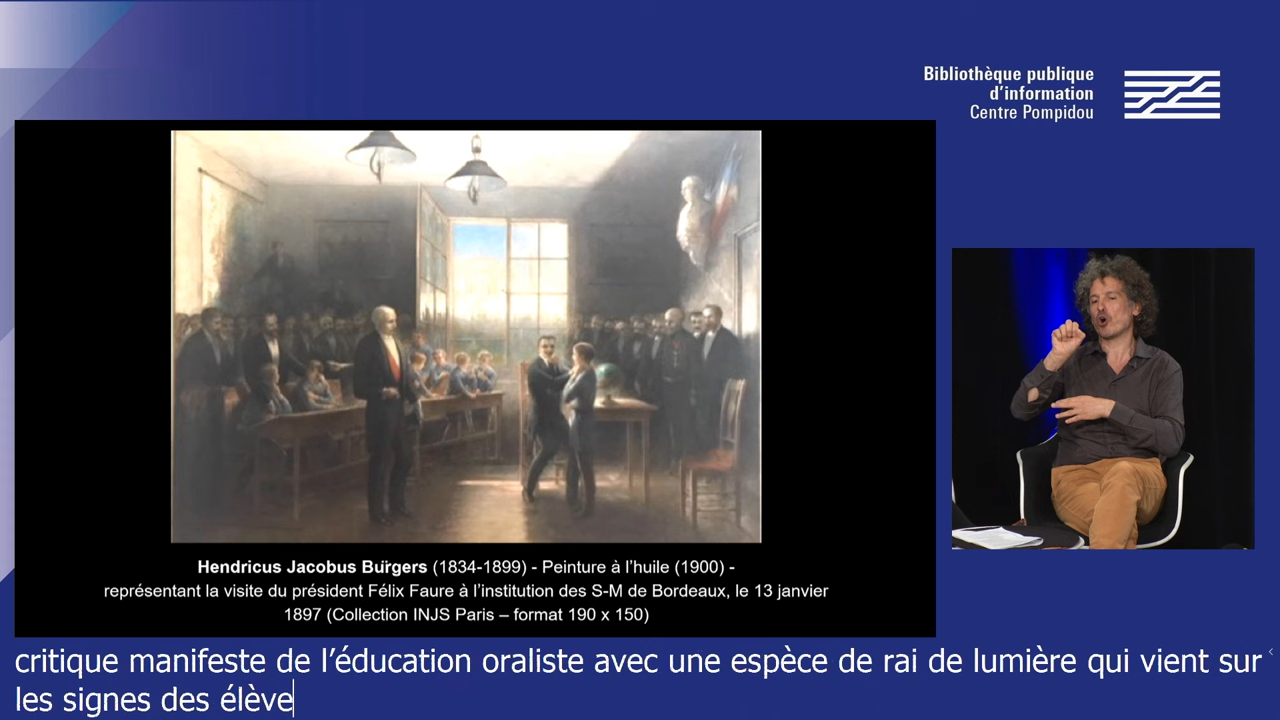 Bibliothèque publique
d'information
Centre Pompidou
Hendricus Jacobus Bürgers (1834-1899) - Peinture à l'huile (1900) -
représentant la visite du président Félix Faure à l'institution des S-M de Bordeaux, le 13 janvier
1897 (Collection INJS Paris – format 190 x 150)
critique manifeste de l'éducation oraliste avec une espèce de rai de lumière qui vient sur
les signes des élève